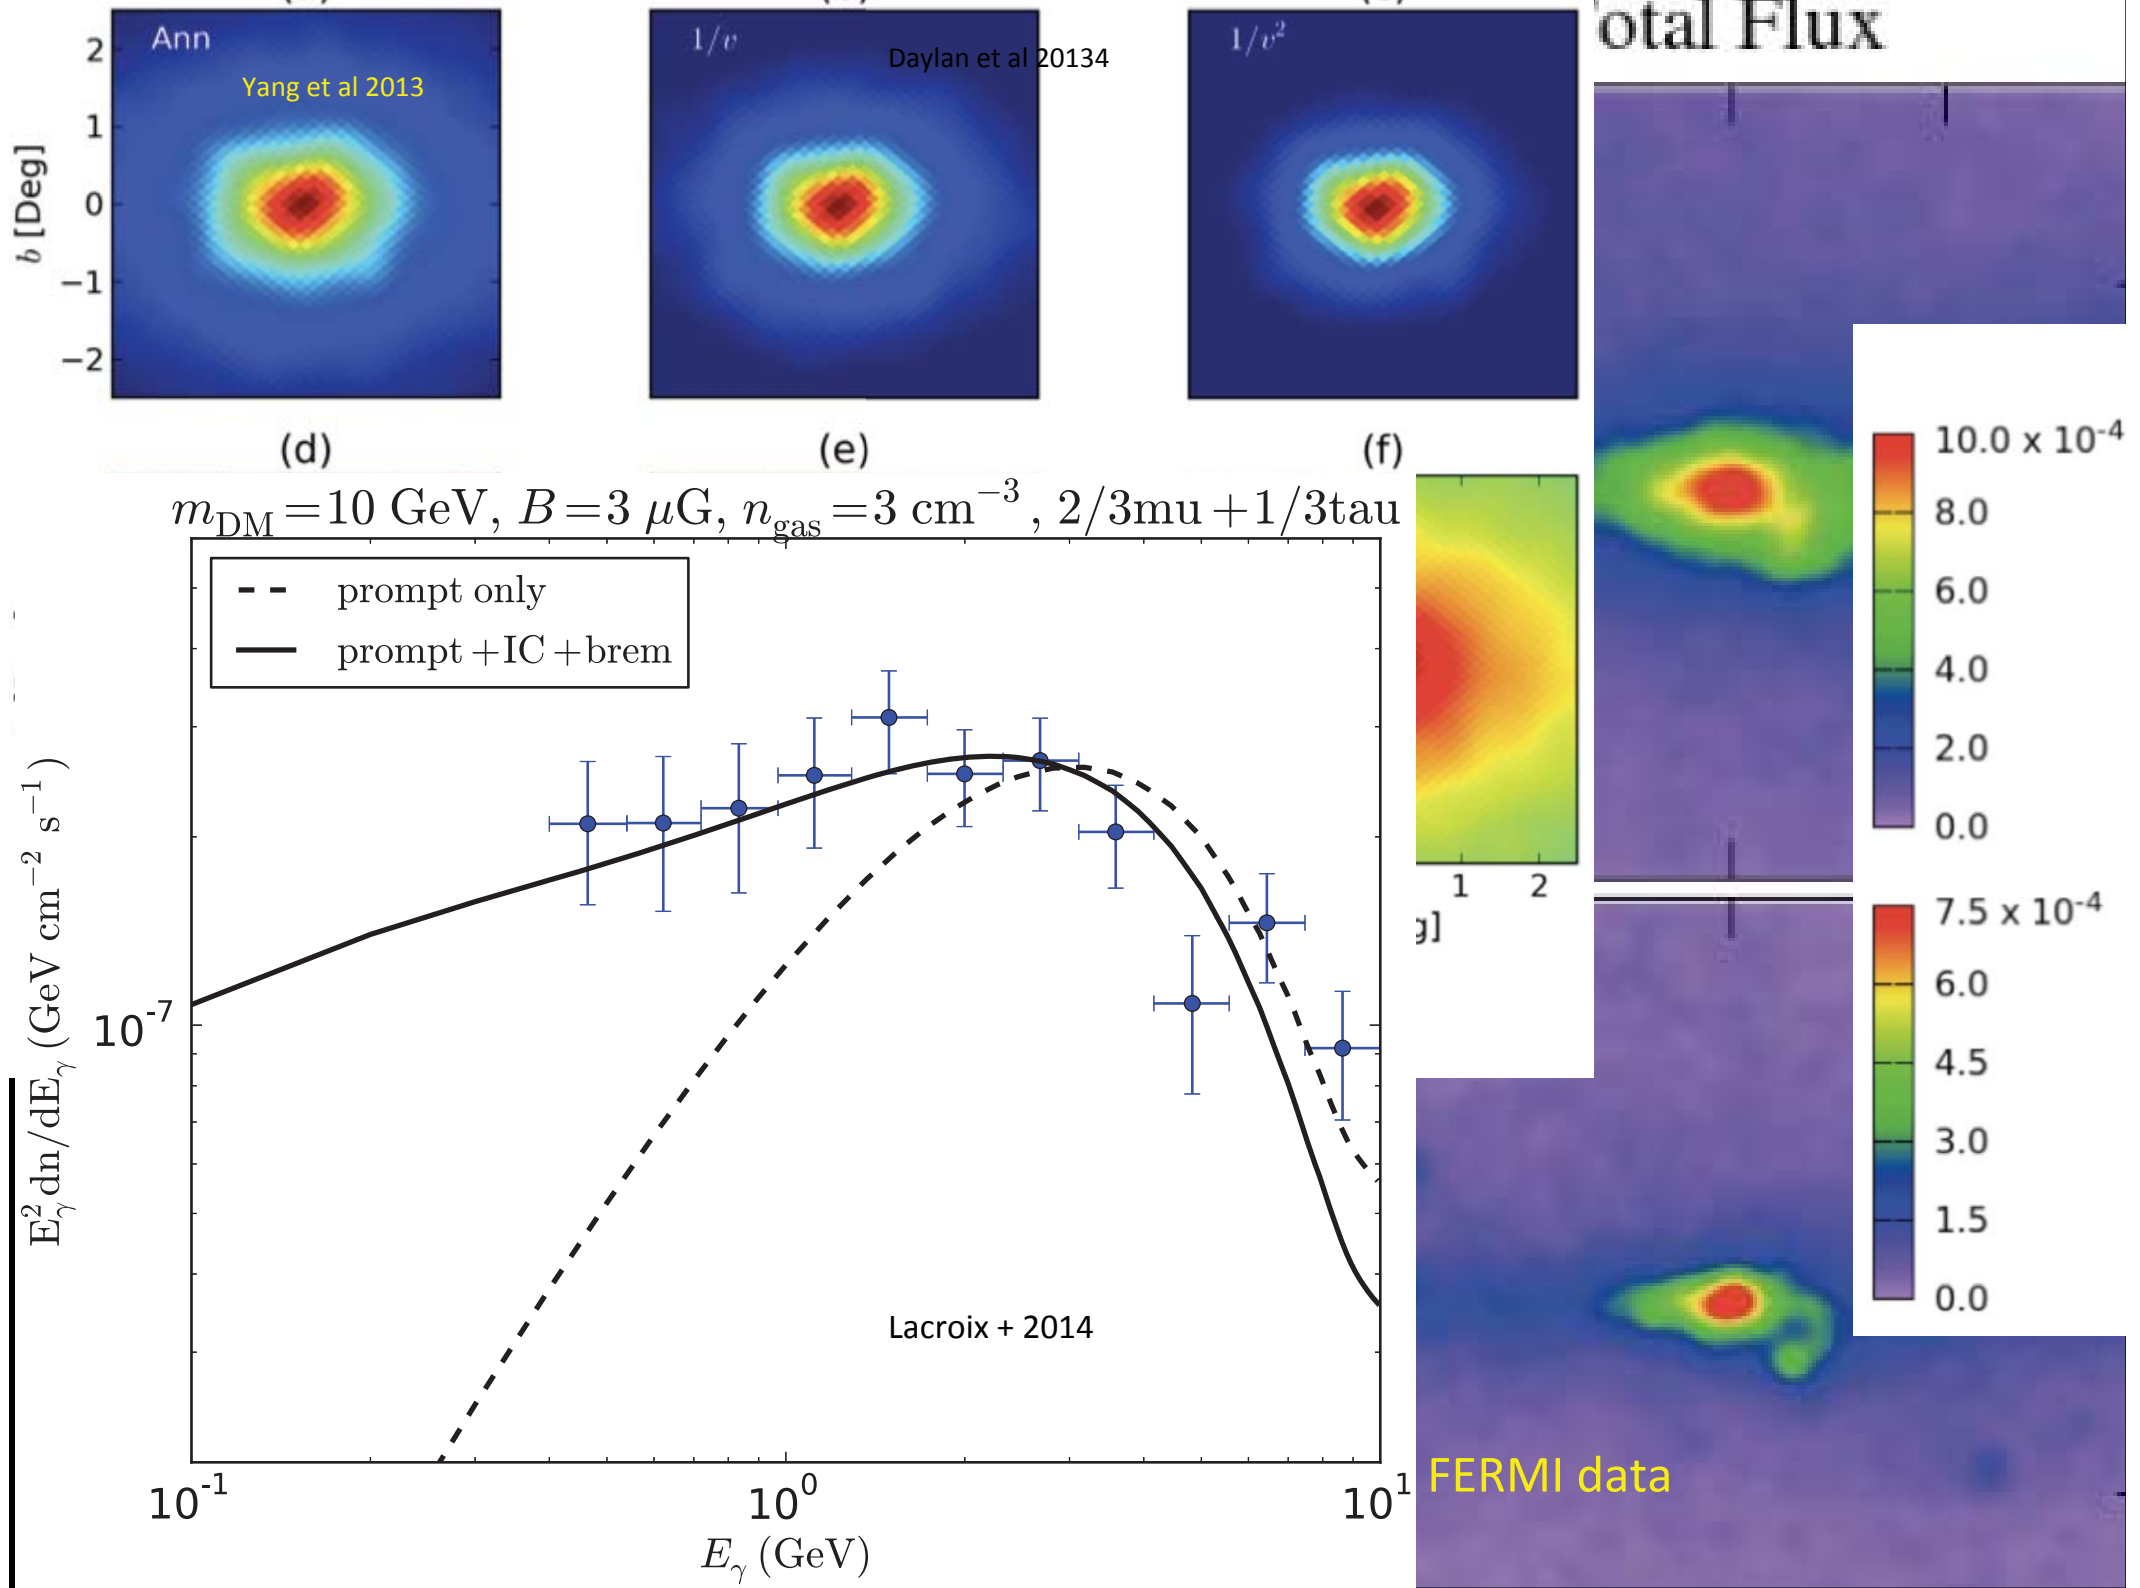 otal Flux
Ann
1/v
1/v²
Yang et al 2013
Daylan et al 20134
2
1
0
−1
−2
b [Deg]
(d)
(e)
(f)
m_DM = 10 GeV, B = 3 μG, n_gas = 3 cm⁻³, 2/3mu + 1/3tau
prompt only
prompt + IC + brem
E²_γ dn/dE_γ (GeV cm⁻² s⁻¹)
10⁻⁷
10⁻¹
10⁰
10¹
E_γ (GeV)
Lacroix + 2014
1
2
g]
10.0 x 10⁻⁴
8.0
6.0
4.0
2.0
0.0
7.5 x 10⁻⁴
6.0
4.5
3.0
1.5
0.0
FERMI data